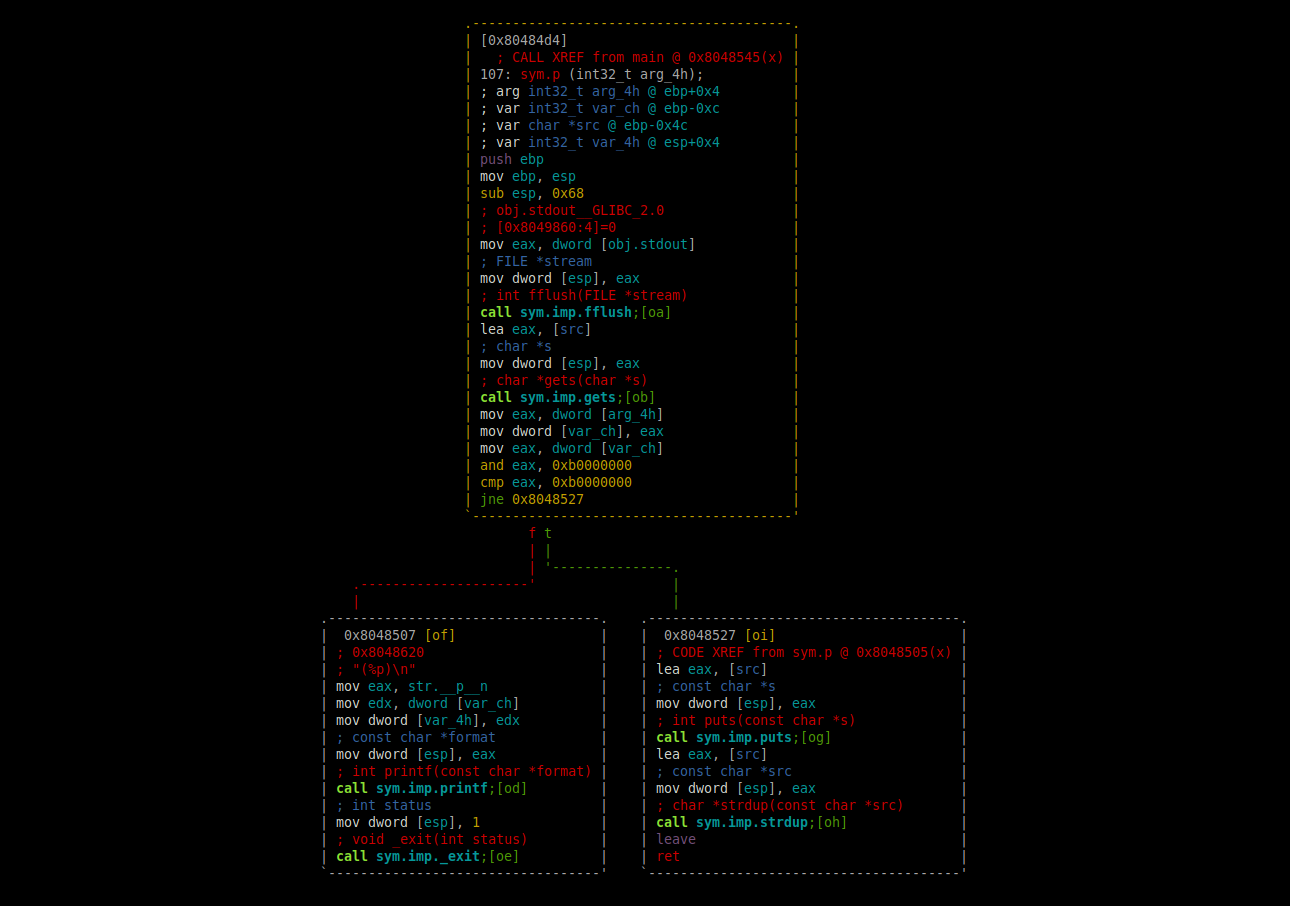 [0x80484d4]
; CALL XREF from main @ 0x8048545(x)
107: sym.p (int32_t arg_4h);
; arg int32_t arg_4h @ ebp+0x4
; var int32_t var_ch @ ebp-0xc
; var char *src @ ebp-0x4c
; var int32_t var_4h @ esp+0x4
push ebp
mov ebp, esp
sub esp, 0x68
; obj.stdout__GLIBC_2.0
; [0x8049860:4]=0
mov eax, dword [obj.stdout]
; FILE *stream
mov dword [esp], eax
; int fflush(FILE *stream)
call sym.imp.fflush;[oa]
lea eax, [src]
; char *s
mov dword [esp], eax
; char *gets(char *s)
call sym.imp.gets;[ob]
mov eax, dword [arg_4h]
mov dword [var_ch], eax
mov eax, dword [var_ch]
and eax, 0xb0000000
cmp eax, 0xb0000000
jne 0x8048527
f t
0x8048507 [of]
; 0x8048620
; "(%p)\n"
mov eax, str.__p__n
mov edx, dword [var_ch]
mov dword [var_4h], edx
; const char *format
mov dword [esp], eax
; int printf(const char *format)
call sym.imp.printf;[od]
; int status
mov dword [esp], 1
; void _exit(int status)
call sym.imp._exit;[oe]
0x8048527 [oi]
; CODE XREF from sym.p @ 0x8048505(x)
lea eax, [src]
; const char *s
mov dword [esp], eax
; int puts(const char *s)
call sym.imp.puts;[og]
lea eax, [src]
; const char *src
mov dword [esp], eax
; char *strdup(const char *src)
call sym.imp.strdup;[oh]
leave
ret